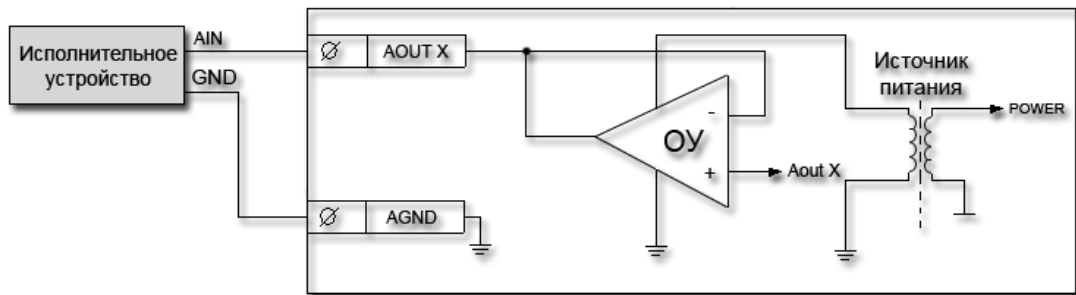 Исполнительное
устройство
AIN
GND
AOUT X
AGND
ОУ
-
+
Aout X
Источник
питания
POWER